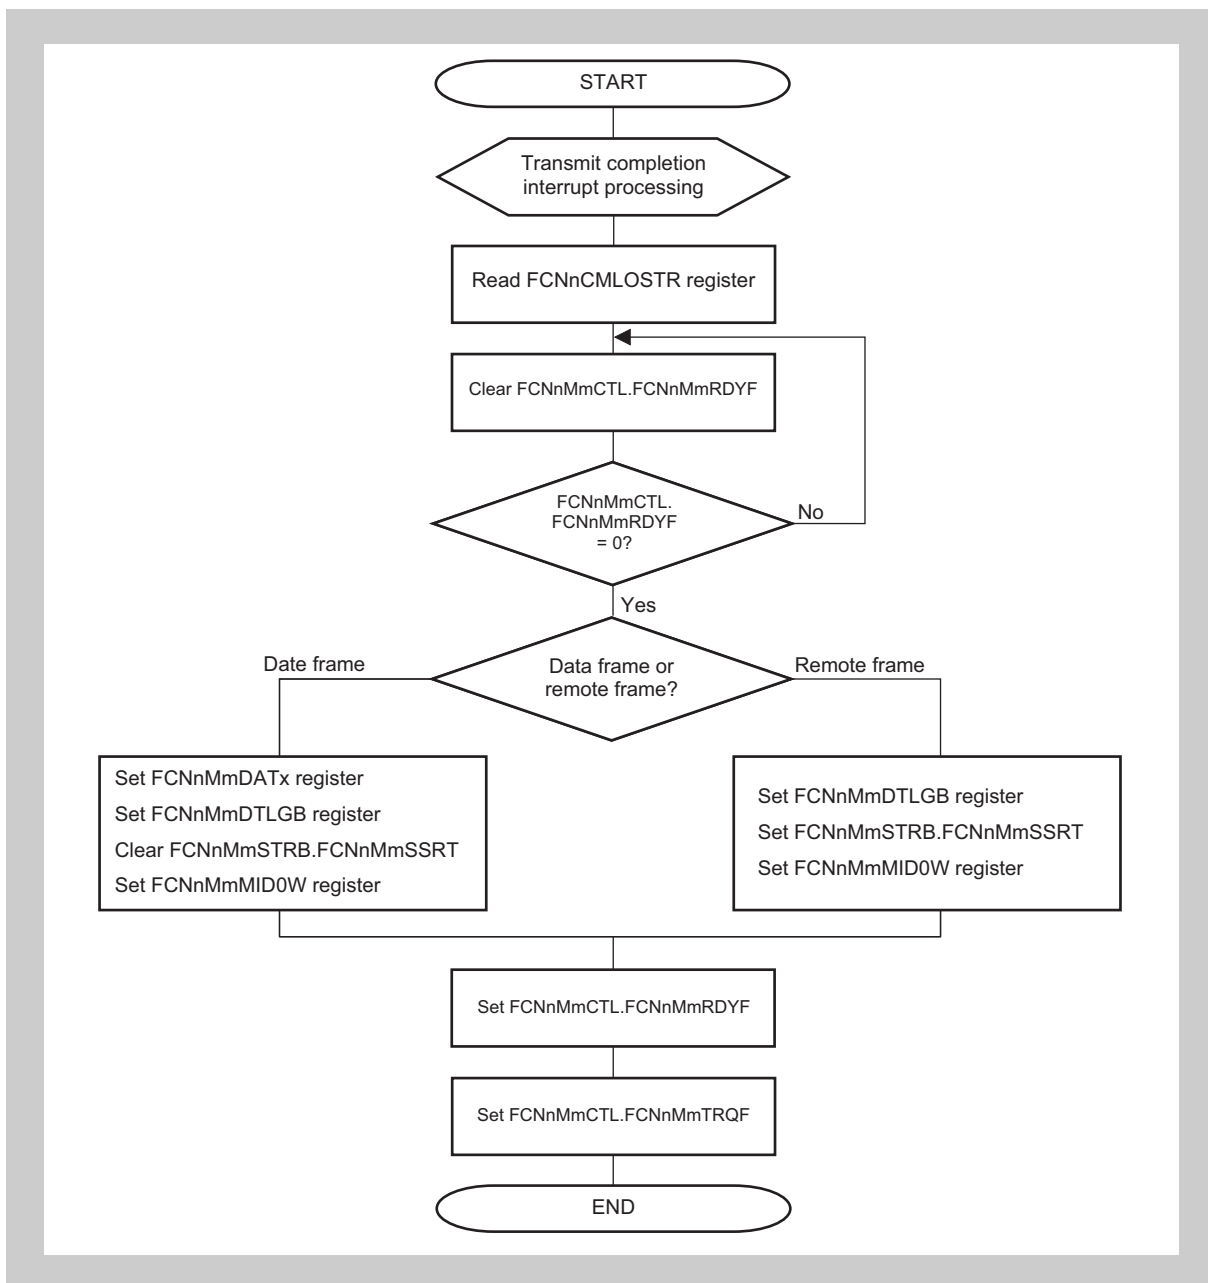 START
Transmit completion
interrupt processing
Read FCNnCMLOSTR register
Clear FCNnMmCTL.FCNnMmRDYF
FCNnMmCTL.
FCNnMmRDYF
= 0?
No
Yes
Date frame
Data frame or
remote frame?
Remote frame
Set FCNnMmDATx register
Set FCNnMmDTLGB register
Clear FCNnMmSTRB.FCNnMmSSRT
Set FCNnMmMID0W register
Set FCNnMmDTLGB register
Set FCNnMmSTRB.FCNnMmSSRT
Set FCNnMmMID0W register
Set FCNnMmCTL.FCNnMmRDYF
Set FCNnMmCTL.FCNnMmTRQF
END